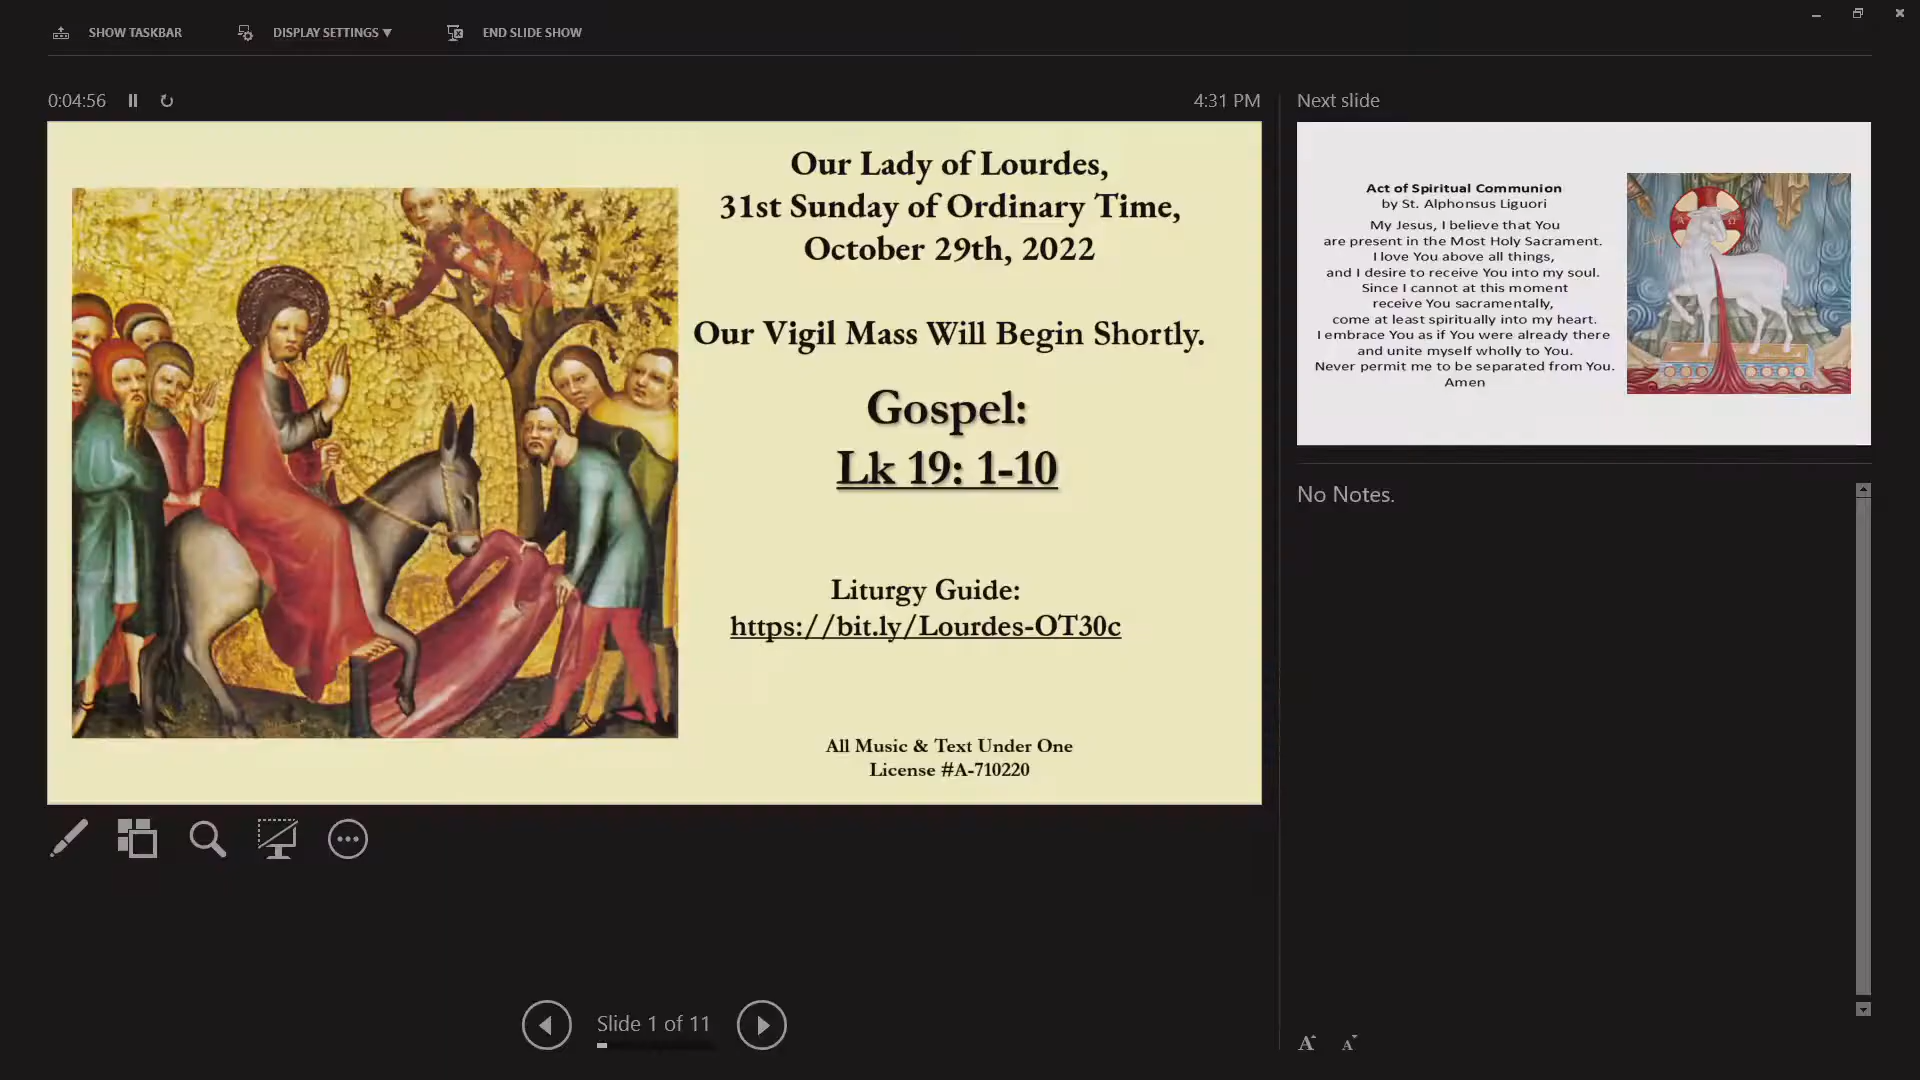 SHOW TASKBAR
DISPLAY SETTINGS ▼
END SLIDE SHOW
0:04:56
4:31 PM
Next slide
Our Lady of Lourdes,
31st Sunday of Ordinary Time,
October 29th, 2022
Our Vigil Mass Will Begin Shortly.
Gospel:
Lk 19: 1-10
Liturgy Guide:
https://bit.ly/Lourdes-OT30c
All Music & Text Under One
License #A-710220
Act of Spiritual Communion
by St. Alphonsus Liguori
My Jesus, I believe that You
are present in the Most Holy Sacrament.
I love You above all things,
and I desire to receive You into my soul.
Since I cannot at this moment
receive You sacramentally,
come at least spiritually into my heart.
I embrace You as if You were already there
and unite myself wholly to You.
Never permit me to be separated from You.
Amen
No Notes.
Slide 1 of 11
A A